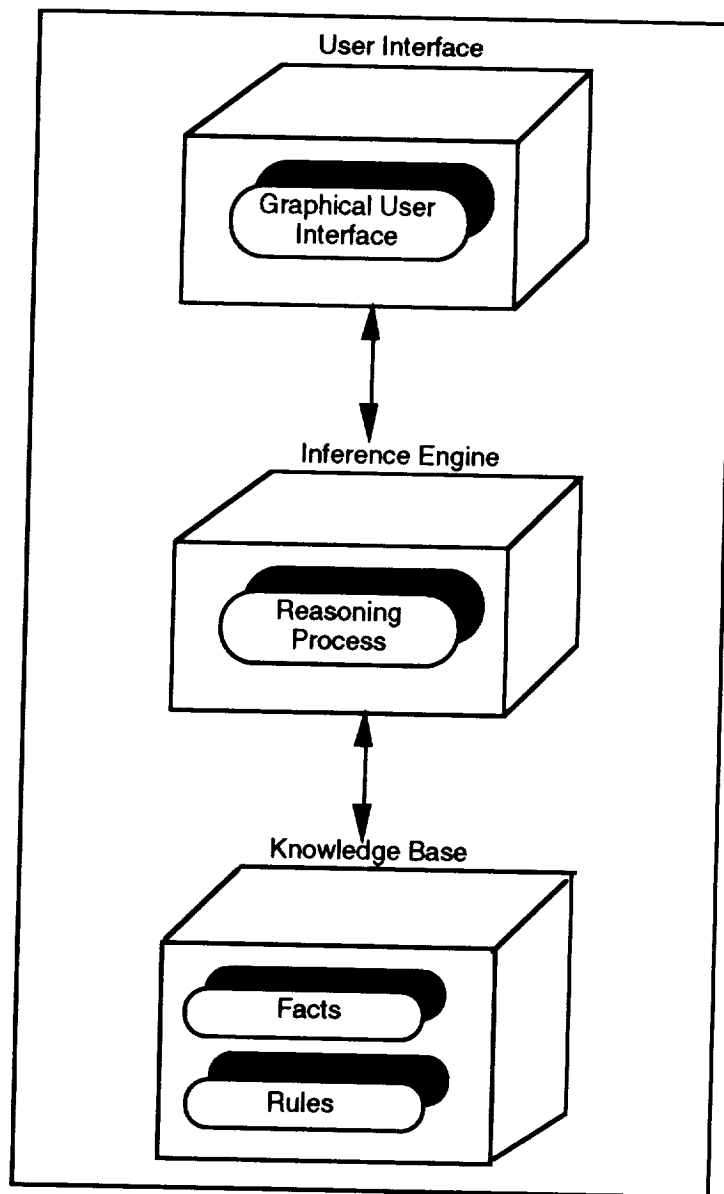 User Interface
Graphical User
Interface
Inference Engine
Reasoning
Process
Knowledge Base
Facts
Rules